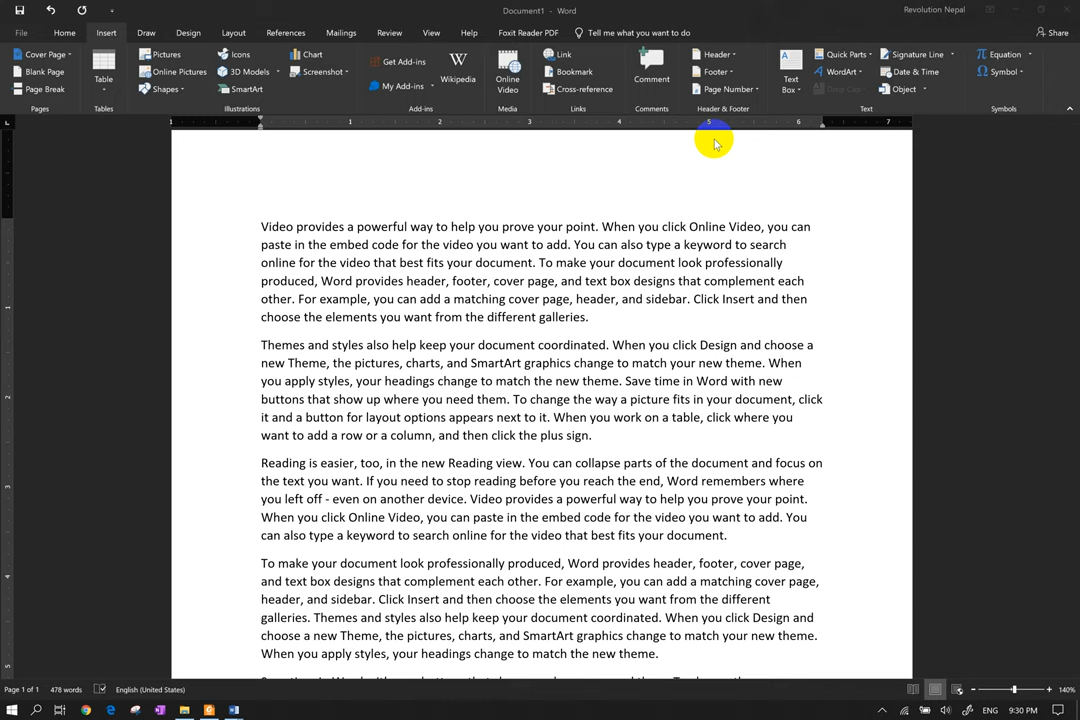 Document1 - Word
Revolution Nepal
File Home Insert Draw Design Layout References Mailings Review View Help Foxit Reader PDF Tell me what you want to do Share
Cover Page
Blank Page
Page Break
Pages
Table
Tables
Pictures
Online Pictures
Shapes
Icons
3D Models
SmartArt
Chart
Screenshot
Illustrations
Get Add-ins
My Add-ins
W
Wikipedia
Add-ins
Online
Video
Media
Link
Bookmark
Cross-reference
Links
Comment
Comments
Header
Footer
Page Number
Header & Footer
Text
Box
Quick Parts
WordArt
Drop Cap
Signature Line
Date & Time
Object
Text
Equation
Symbol
Symbols
1 1 2 3 4 5 6 7
1
2
3
4
5
Video provides a powerful way to help you prove your point. When you click Online Video, you can
paste in the embed code for the video you want to add. You can also type a keyword to search
online for the video that best fits your document. To make your document look professionally
produced, Word provides header, footer, cover page, and text box designs that complement each
other. For example, you can add a matching cover page, header, and sidebar. Click Insert and then
choose the elements you want from the different galleries.
Themes and styles also help keep your document coordinated. When you click Design and choose a
new Theme, the pictures, charts, and SmartArt graphics change to match your new theme. When
you apply styles, your headings change to match the new theme. Save time in Word with new
buttons that show up where you need them. To change the way a picture fits in your document, click
it and a button for layout options appears next to it. When you work on a table, click where you
want to add a row or a column, and then click the plus sign.
Reading is easier, too, in the new Reading view. You can collapse parts of the document and focus on
the text you want. If you need to stop reading before you reach the end, Word remembers where
you left off - even on another device. Video provides a powerful way to help you prove your point.
When you click Online Video, you can paste in the embed code for the video you want to add. You
can also type a keyword to search online for the video that best fits your document.
To make your document look professionally produced, Word provides header, footer, cover page,
and text box designs that complement each other. For example, you can add a matching cover page,
header, and sidebar. Click Insert and then choose the elements you want from the different
galleries. Themes and styles also help keep your document coordinated. When you click Design and
choose a new Theme, the pictures, charts, and SmartArt graphics change to match your new theme.
When you apply styles, your headings change to match the new theme.
Page 1 of 1 478 words English (United States) 140%
ENG 9:30 PM